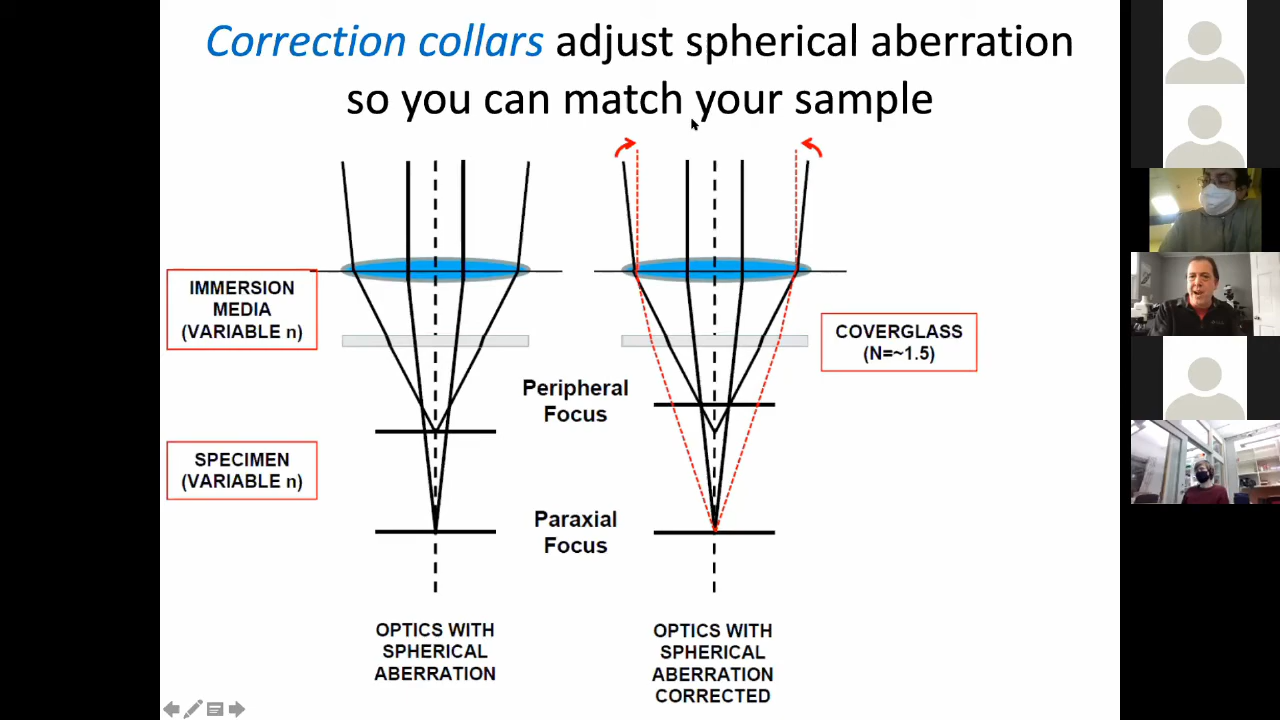 Correction collars adjust spherical aberration
so you can match your sample
IMMERSION
MEDIA
(VARIABLE n)
COVERGLASS
(N=~1.5)
Peripheral
Focus
SPECIMEN
(VARIABLE n)
Paraxial
Focus
OPTICS WITH
SPHERICAL
ABERRATION
OPTICS WITH
SPHERICAL
ABERRATION
CORRECTED